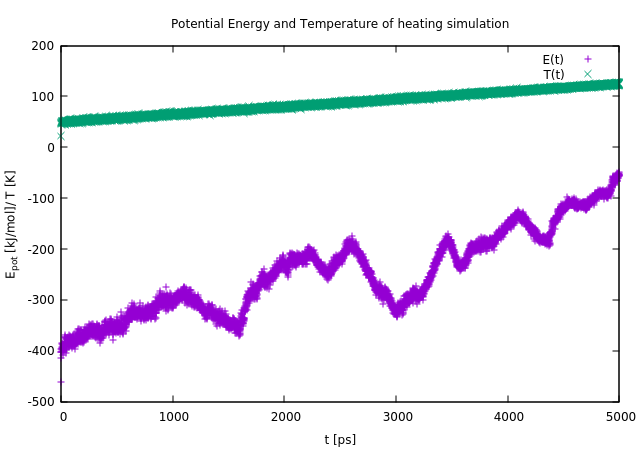 Potential Energy and Temperature of heating simulation
200
100
0
-100
-200
-300
-400
-500
E_pot [kJ/mol]/ T [K]
E(t)
T(t)
0 1000 2000 3000 4000 5000
t [ps]